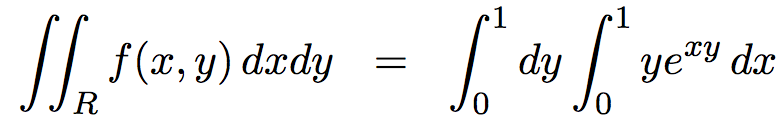 ∬_R f(x, y) dxdy = ∫_0^1 dy ∫_0^1 ye^{xy} dx